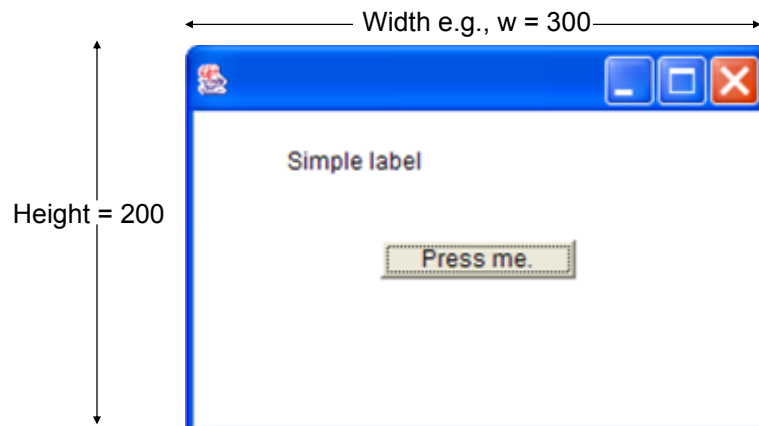 Width e.g., w = 300
Simple label
Height = 200
Press me.